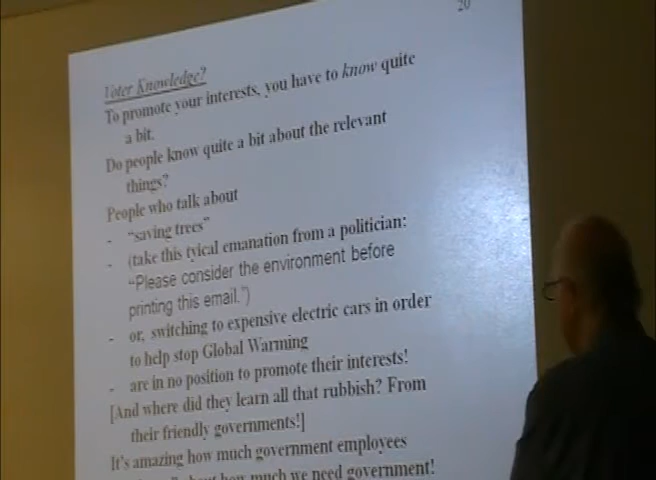 20
Voter Knowledge?
To promote your interests, you have to know quite
a bit.
Do people know quite a bit about the relevant
things?
People who talk about
- "saving trees"
- (take this tyical emanation from a politician:
"Please consider the environment before
printing this email.")
- or, switching to expensive electric cars in order
to help stop Global Warming
- are in no position to promote their interests!
[And where did they learn all that rubbish? From
their friendly governments!]
It's amazing how much government employees
about how much we need government!